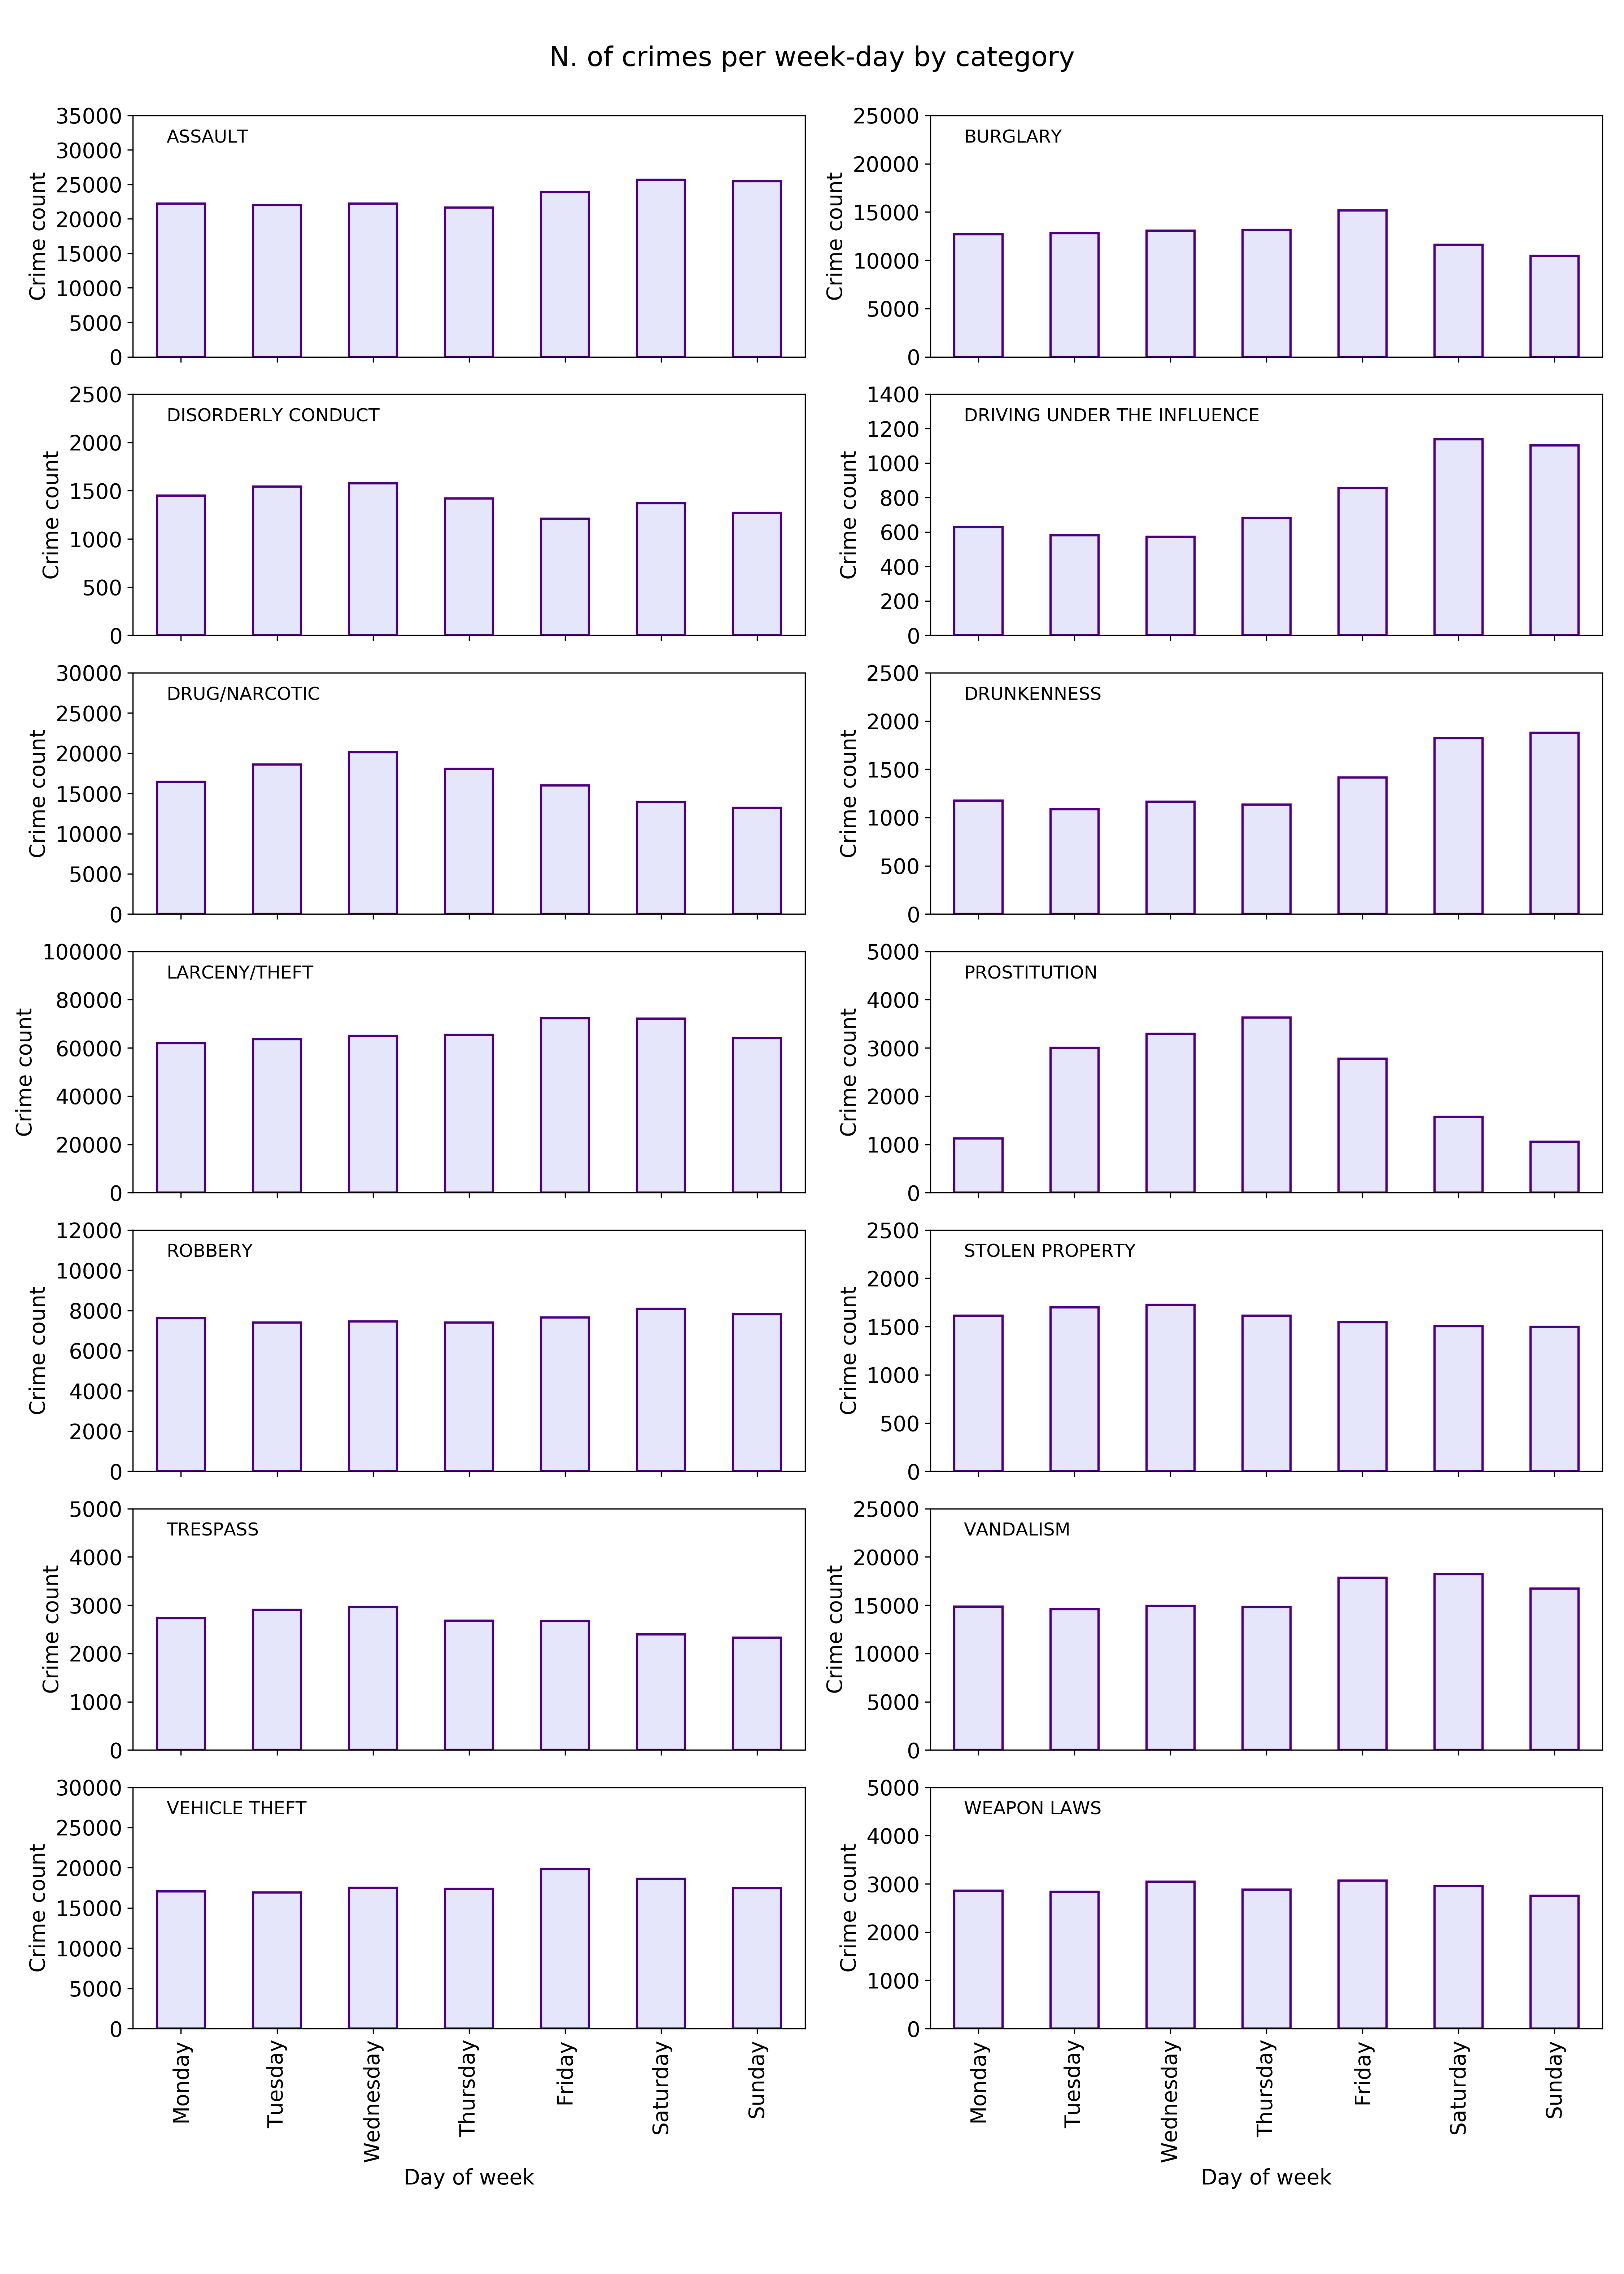 N. of crimes per week-day by category
35000
30000
25000
20000
15000
10000
5000
0
Crime count
ASSAULT
25000
20000
15000
10000
5000
0
Crime count
BURGLARY
2500
2000
1500
1000
500
0
Crime count
DISORDERLY CONDUCT
1400
1200
1000
800
600
400
200
0
Crime count
DRIVING UNDER THE INFLUENCE
30000
25000
20000
15000
10000
5000
0
Crime count
DRUG/NARCOTIC
2500
2000
1500
1000
500
0
Crime count
DRUNKENNESS
100000
80000
60000
40000
20000
0
Crime count
LARCENY/THEFT
5000
4000
3000
2000
1000
0
Crime count
PROSTITUTION
12000
10000
8000
6000
4000
2000
0
Crime count
ROBBERY
2500
2000
1500
1000
500
0
Crime count
STOLEN PROPERTY
5000
4000
3000
2000
1000
0
Crime count
TRESPASS
25000
20000
15000
10000
5000
0
Crime count
VANDALISM
30000
25000
20000
15000
10000
5000
0
Crime count
VEHICLE THEFT
Monday
Tuesday
Wednesday
Thursday
Friday
Saturday
Sunday
Day of week
5000
4000
3000
2000
1000
0
Crime count
WEAPON LAWS
Monday
Tuesday
Wednesday
Thursday
Friday
Saturday
Sunday
Day of week